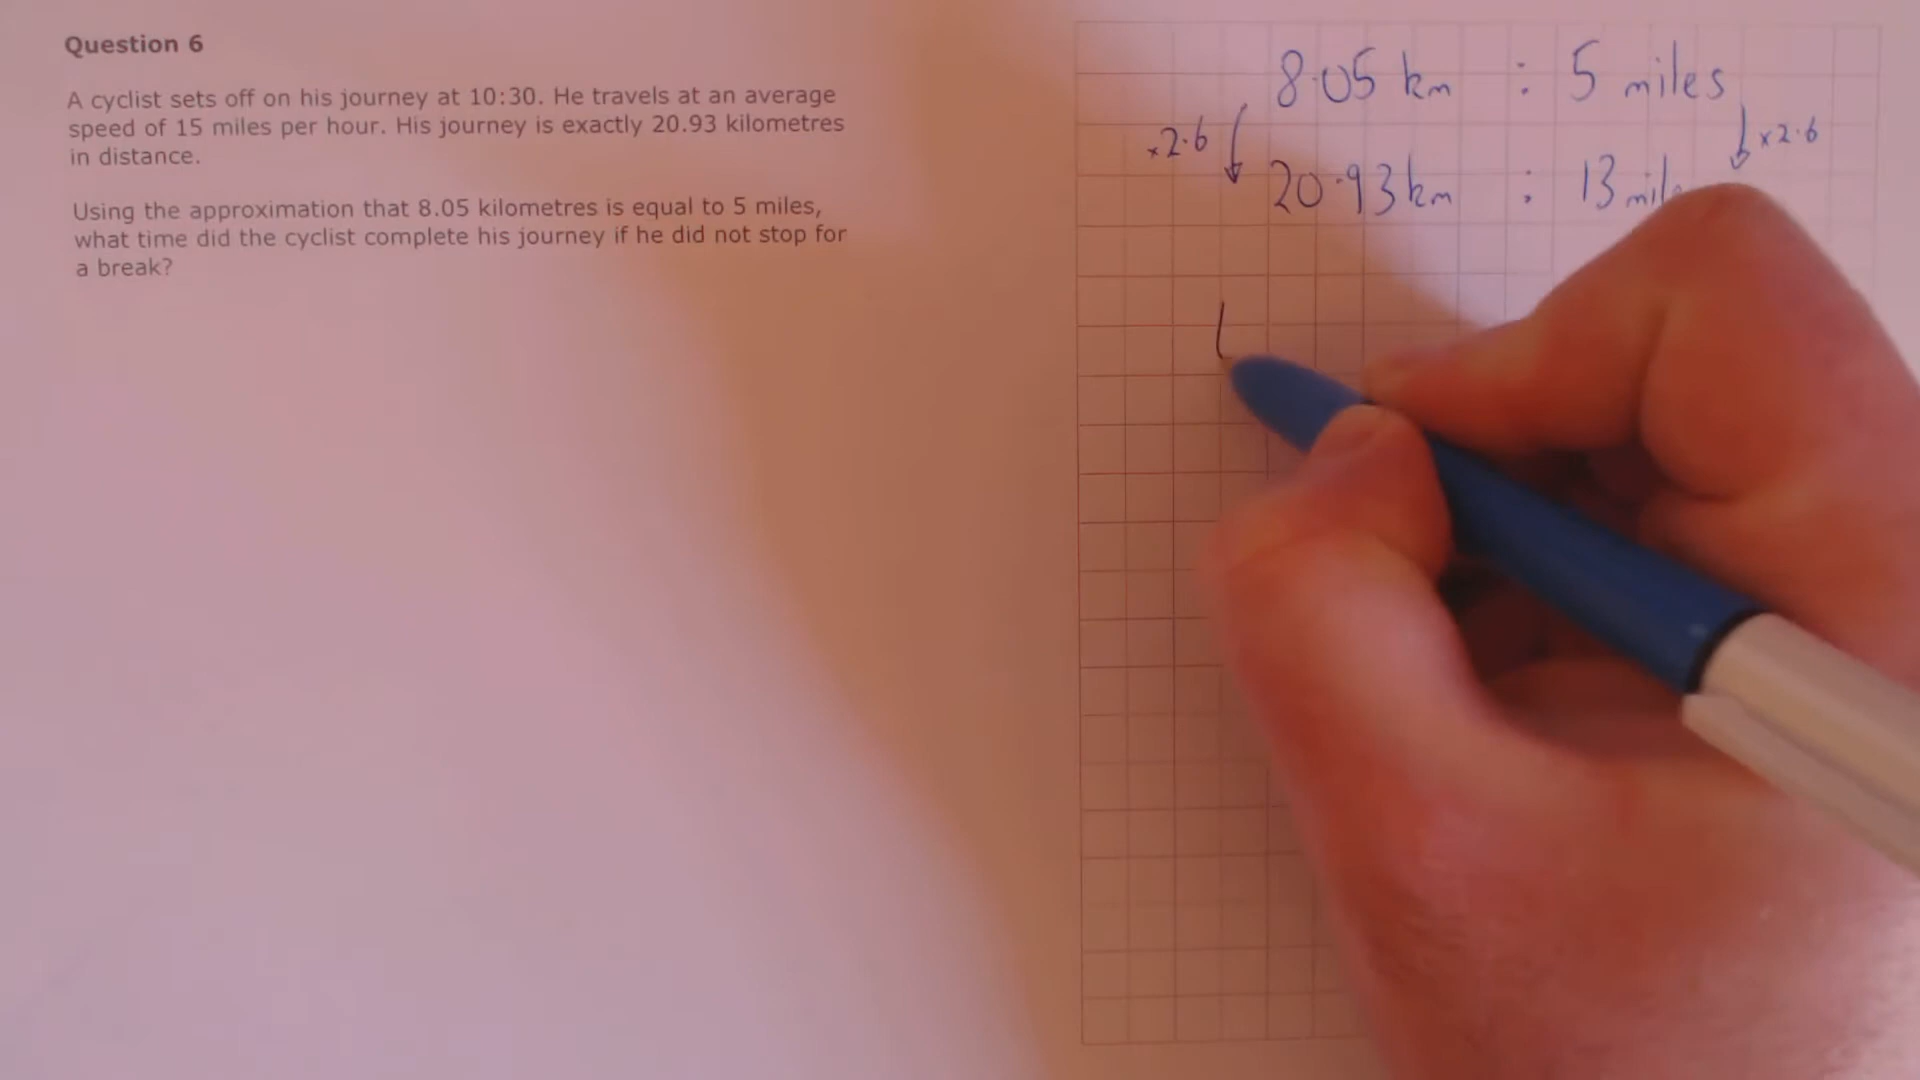 Question 6
A cyclist sets off on his journey at 10:30. He travels at an average
speed of 15 miles per hour. His journey is exactly 20.93 kilometres
in distance.
Using the approximation that 8.05 kilometres is equal to 5 miles,
what time did the cyclist complete his journey if he did not stop for
a break?
8.05 km : 5 miles
×2.6 ×2.6
20.93 km : 13